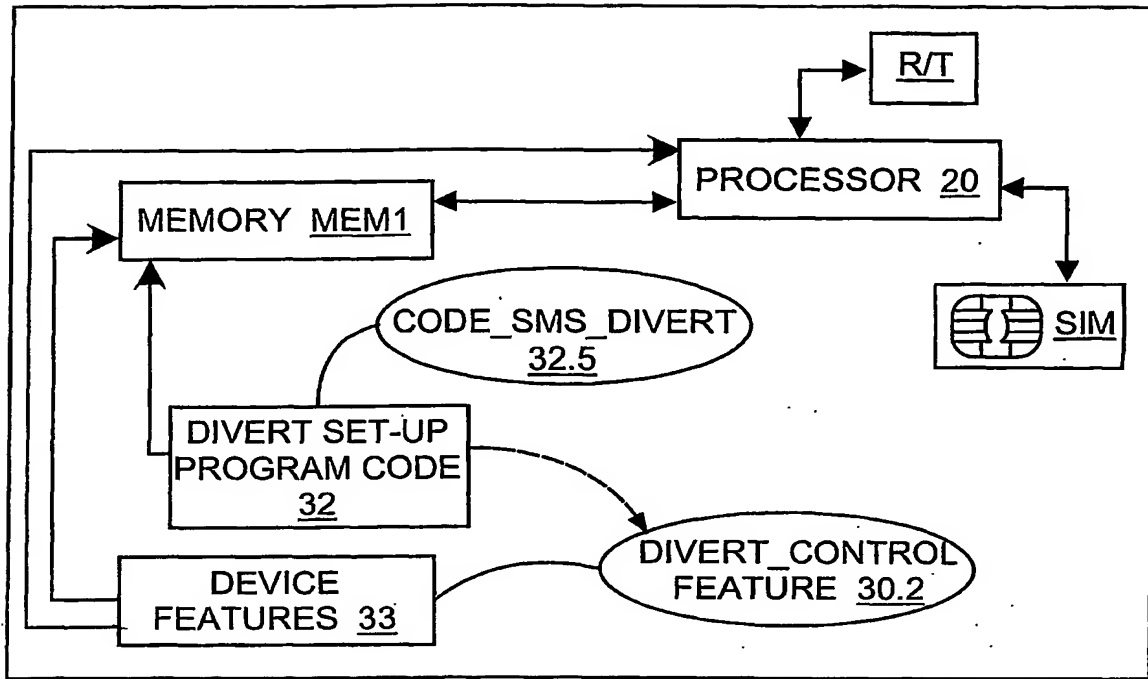 R/T
PROCESSOR 20
MEMORY MEM1
SIM
CODE_SMS_DIVERT
32.5
DIVERT SET-UP
PROGRAM CODE
32
DIVERT_CONTROL
FEATURE 30.2
DEVICE
FEATURES 33